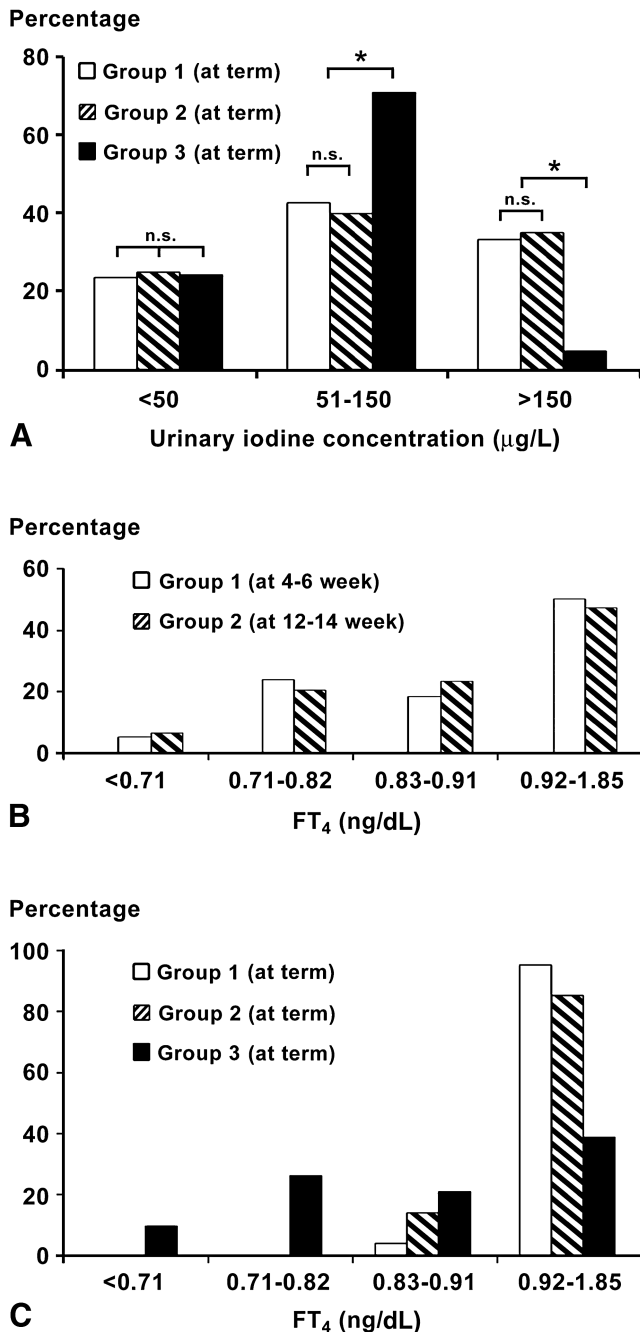 Percentage
80
60
40
20
0
Group 1 (at term)
Group 2 (at term)
Group 3 (at term)
n.s.
n.s.
*
n.s.
*
<50 51-150 >150
A Urinary iodine concentration (μg/L)
Percentage
60
40
20
0
Group 1 (at 4-6 week)
Group 2 (at 12-14 week)
<0.71 0.71-0.82 0.83-0.91 0.92-1.85
B FT₄ (ng/dL)
Percentage
100
80
60
40
20
0
Group 1 (at term)
Group 2 (at term)
Group 3 (at term)
<0.71 0.71-0.82 0.83-0.91 0.92-1.85
C FT₄ (ng/dL)